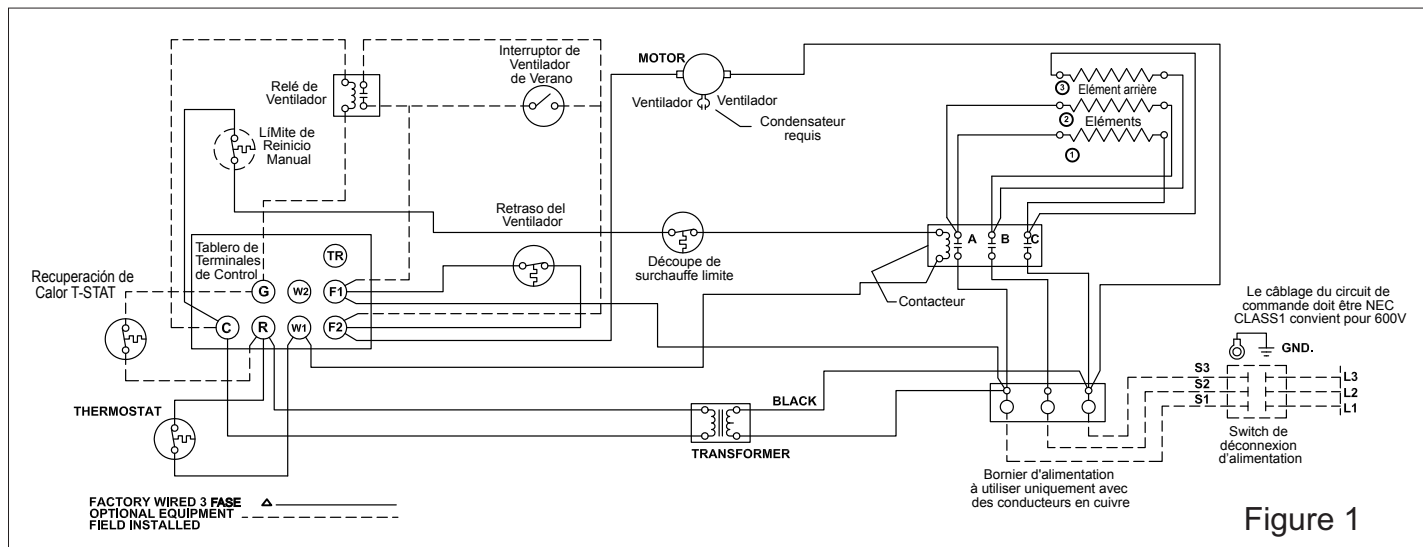 Relé de
Ventilador
Interruptor de
Ventilador
de Verano
MOTOR
Ventilador
Ventilador
Condensateur
requis
3
Elément arrière
2
Eléments
1
LíMite de
Reinicio
Manual
Retraso del
Ventilador
Découpe de
surchauffe limite
A
B
C
Contacteur
Tablero de
Terminales
de Control
TR
G
W2
F1
C
R
W1
F2
Recuperación de
Calor T-STAT
THERMOSTAT
BLACK
TRANSFORMER
Le câblage du circuit de
commande doit être NEC
CLASS1 convient pour 600V
GND.
S3
S2
S1
L3
L2
L1
Switch de
déconnexion
d'alimentation
Bornier d'alimentation
à utiliser uniquement avec
des conducteurs en cuivre
FACTORY WIRED 3 FASE Δ
OPTIONAL EQUIPMENT
FIELD INSTALLED
Figure 1